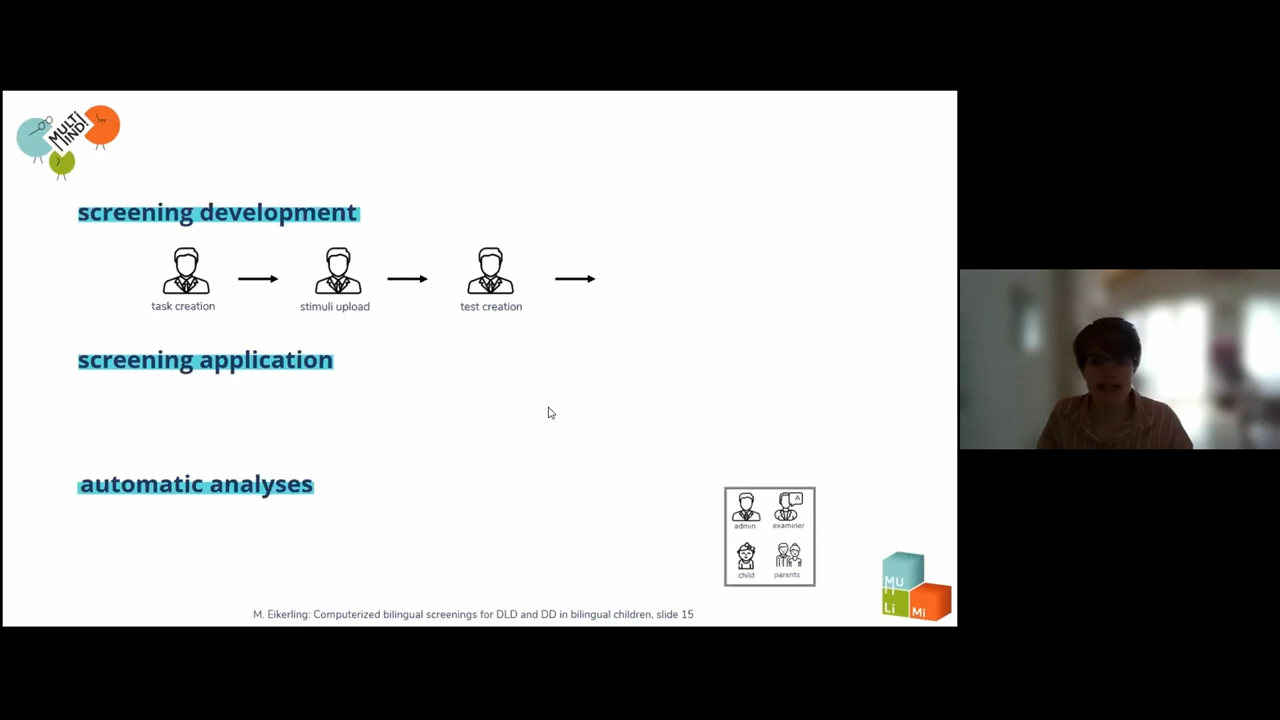 MULTI
MIND!
screening development
task creation
stimuli upload
test creation
screening application
automatic analyses
A
admin
examiner
child
parents
MU
Li
Mi
M. Eikerling: Computerized bilingual screenings for DLD and DD in bilingual children, slide 15